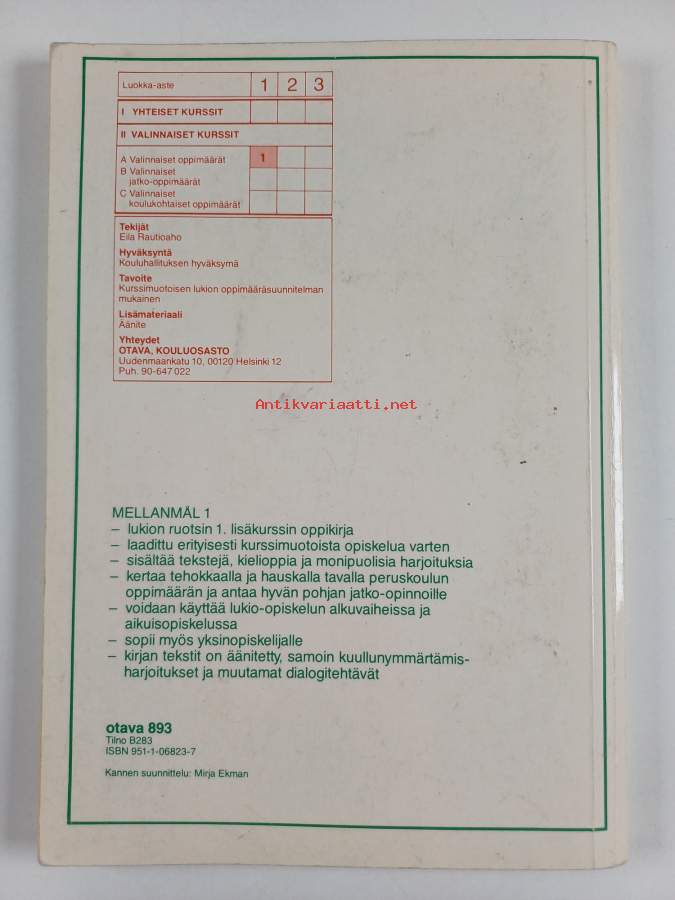 Luokka-aste 1 2 3
I YHTEISET KURSSIT
II VALINNAISET KURSSIT
A Valinnaiset oppimäärät 1
B Valinnaiset
jatko-oppimäärät
C Valinnaiset
koulukohtaiset oppimäärät
Tekijät
Eila Rautioaho
Hyväksyntä
Kouluhallituksen hyväksymä
Tavoite
Kurssimuotoisen lukion oppimääräsuunnitelman
mukainen
Lisämateriaali
Äänite
Yhteydet
OTAVA, KOULUOSASTO
Uudenmaankatu 10, 00120 Helsinki 12
Puh. 90-647 022
Antikvariaatti.net
MELLANMÅL 1
– lukion ruotsin 1. lisäkurssin oppikirja
– laadittu erityisesti kurssimuotoista opiskelua varten
– sisältää tekstejä, kielioppia ja monipuolisia harjoituksia
– kertaa tehokkaalla ja hauskalla tavalla peruskoulun
oppimäärän ja antaa hyvän pohjan jatko-opinnoille
– voidaan käyttää lukio-opiskelun alkuvaiheissa ja
aikuisopiskelussa
– sopii myös yksinopiskelijalle
– kirjan tekstit on äänitetty, samoin kuullunymmärtämis-
harjoitukset ja muutamat dialogitehtävät
otava 893
Tilno B283
ISBN 951-1-06823-7
Kannen suunnittelu: Mirja Ekman